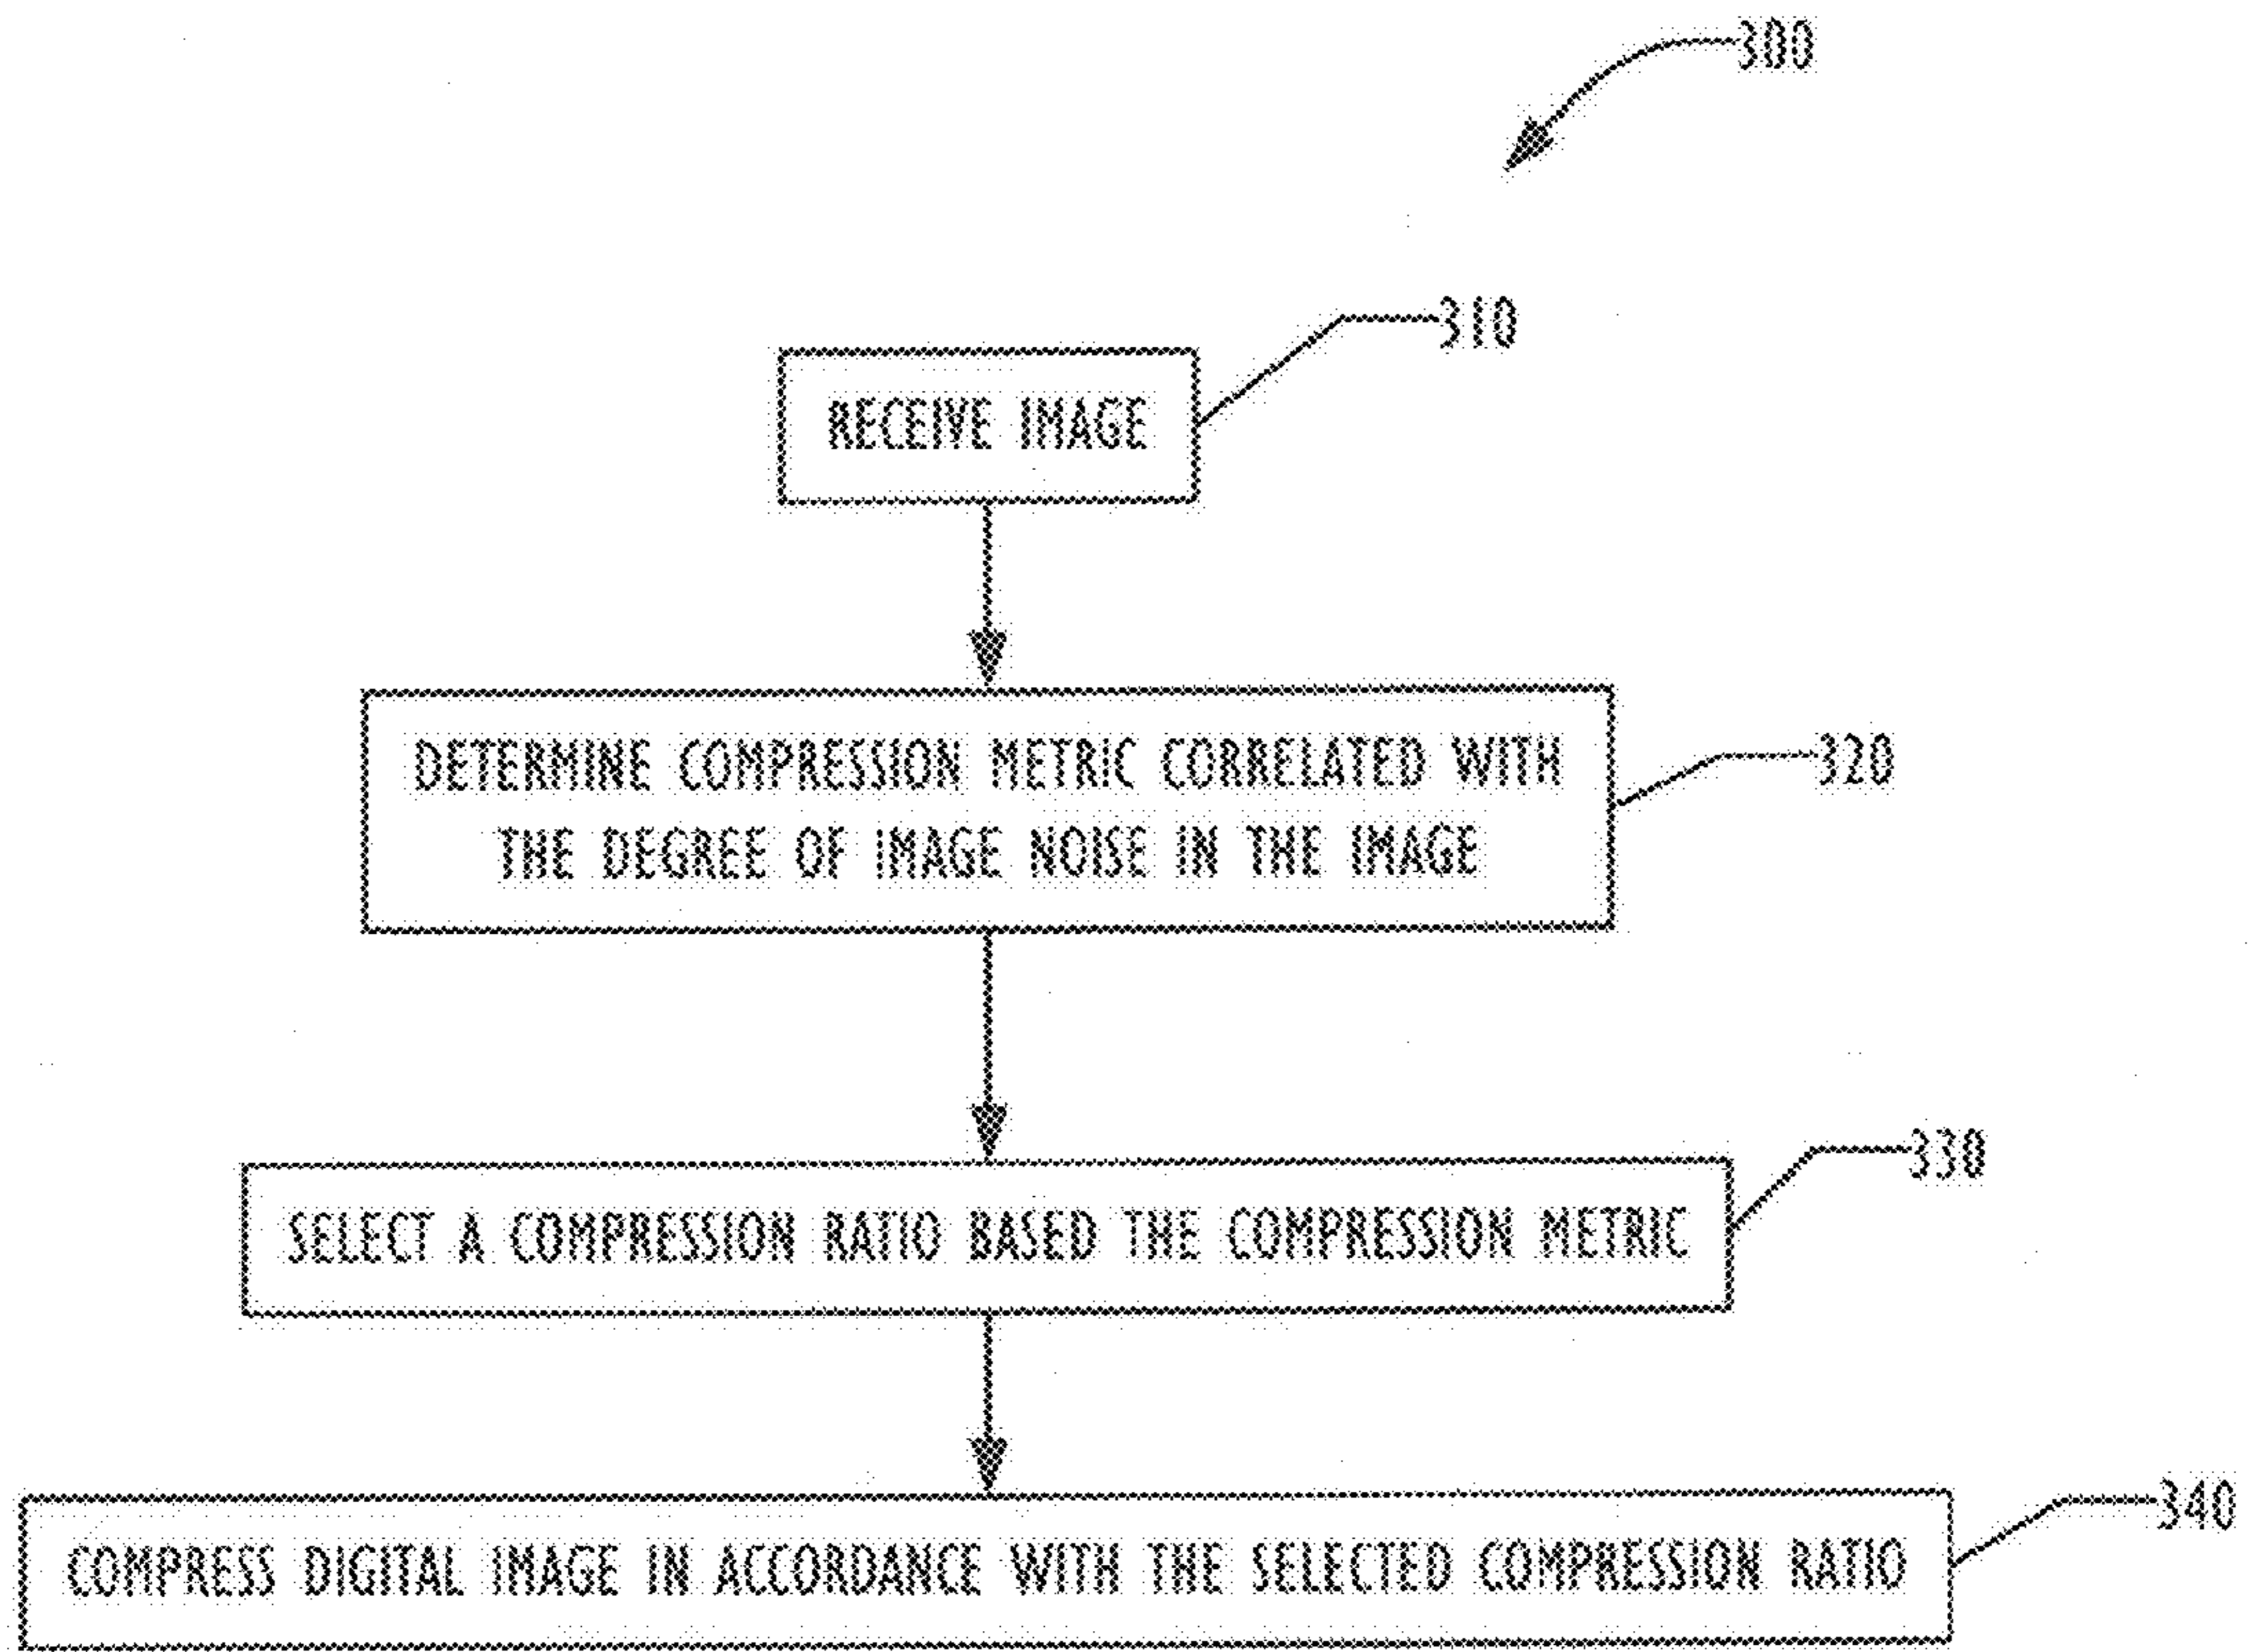 300
310
RECEIVE IMAGE
DETERMINE COMPRESSION METRIC CORRELATED WITH
THE DEGREE OF IMAGE NOISE IN THE IMAGE
320
330
SELECT A COMPRESSION RATIO BASED THE COMPRESSION METRIC
340
COMPRESS DIGITAL IMAGE IN ACCORDANCE WITH THE SELECTED COMPRESSION RATIO